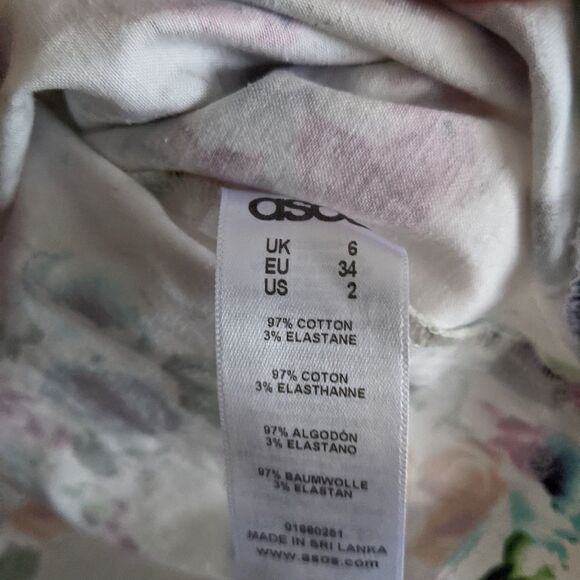 asos
UK 6
EU 34
US 2
97% COTTON
3% ELASTANE
97% COTON
3% ELASTHANNE
97% ALGODÓN
3% ELASTANO
97% BAUMWOLLE
3% ELASTAN
01880251
MADE IN SRI LANKA
www.asos.com